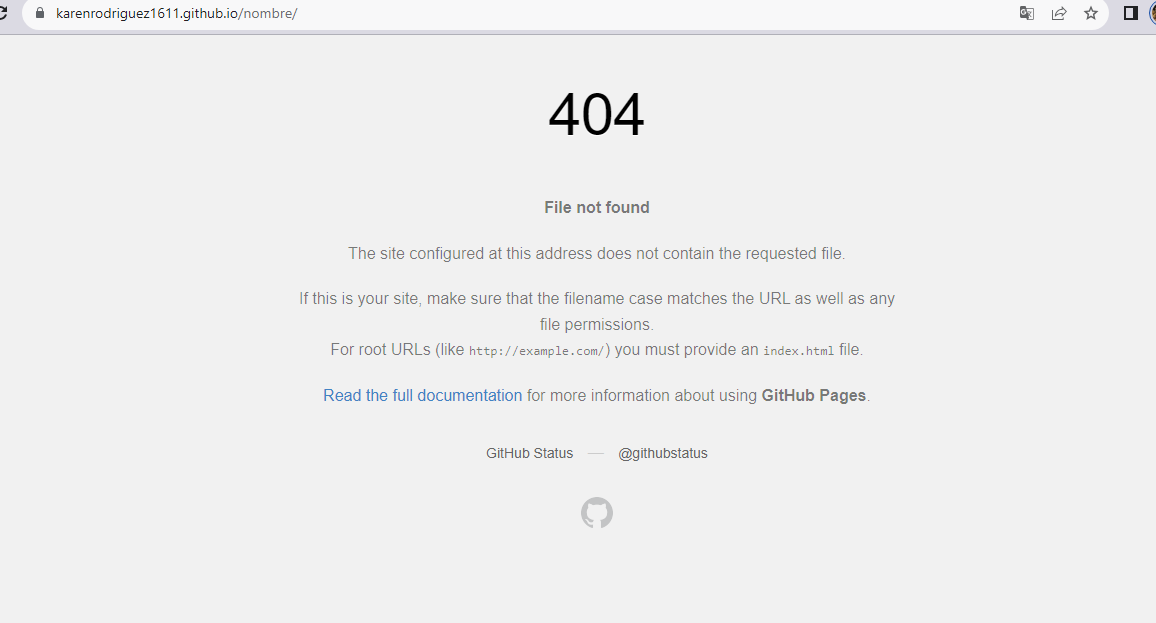 karenrodriguez1611.github.io/nombre/
404
File not found
The site configured at this address does not contain the requested file.
If this is your site, make sure that the filename case matches the URL as well as any
file permissions.
For root URLs (like http://example.com/) you must provide an index.html file.
Read the full documentation for more information about using GitHub Pages.
GitHub Status — @githubstatus